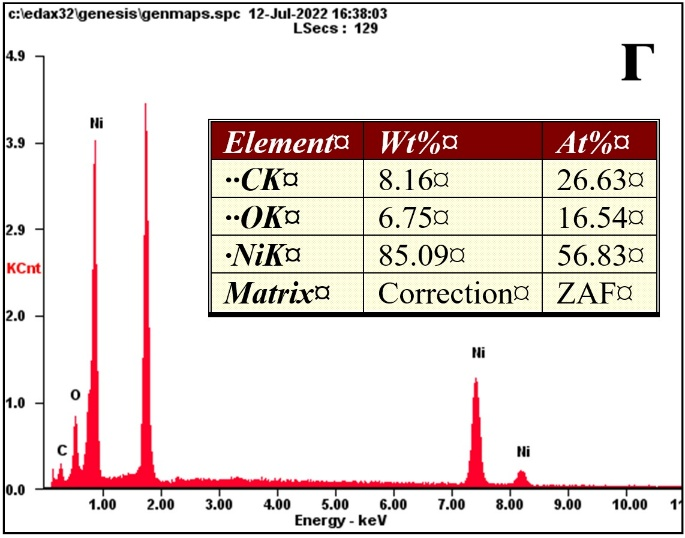 c:\edax32\genesis\genmaps.spc 12-Jul-2022 16:38:03
LSecs : 129
Г
4.9
3.9
2.9
KCnt
2.0
1.0
0.0
C
O
Ni
Ni
Ni
Element¤ Wt%¤ At%¤
··CK¤ 8.16¤ 26.63¤
··OK¤ 6.75¤ 16.54¤
·NiK¤ 85.09¤ 56.83¤
Matrix¤ Correction¤ ZAF¤
1.00 2.00 3.00 4.00 5.00 6.00 7.00 8.00 9.00 10.00 11
Energy - keV